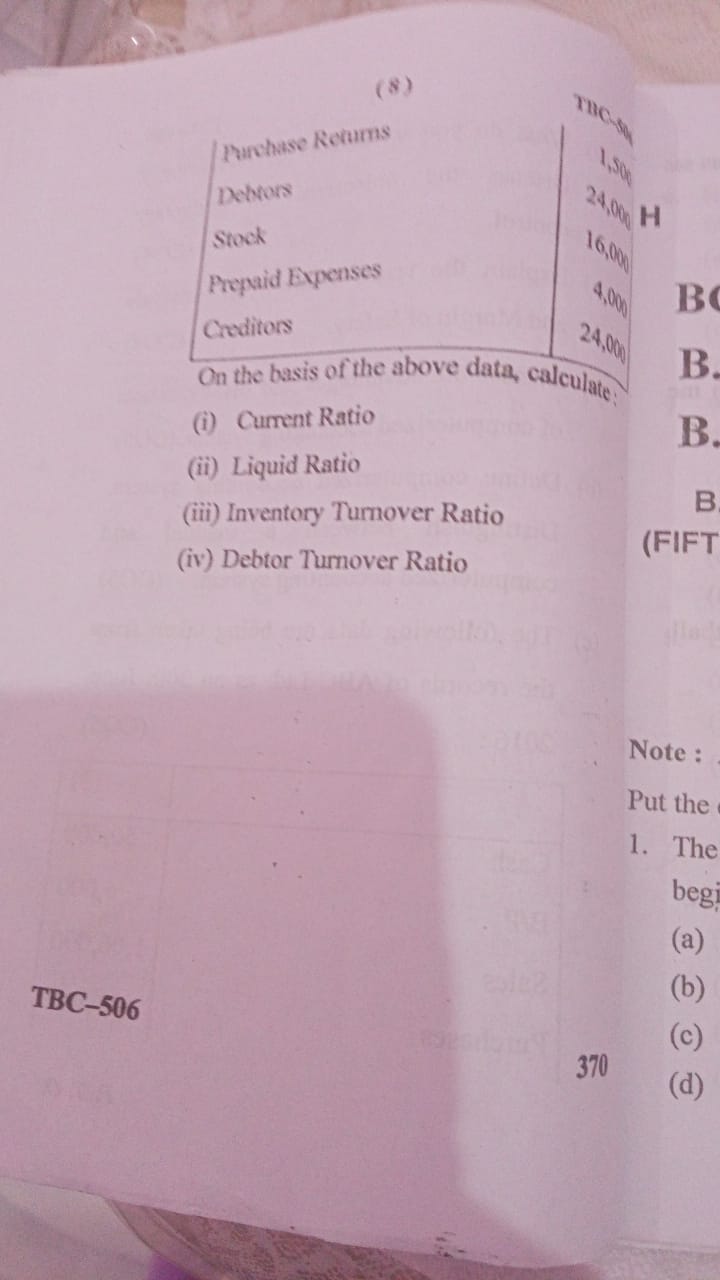 (8)
TBC-506
Purchase Returns 1,500
Debtors 24,000
Stock 16,000
Prepaid Expenses 4,000
Creditors 24,000
On the basis of the above data, calculate :
(i) Current Ratio
(ii) Liquid Ratio
(iii) Inventory Turnover Ratio
(iv) Debtor Turnover Ratio
TBC–506
370
H
B.
B.
B.
(FIFT
Note :
Put the
1. The
begi
(a)
(b)
(c)
(d)